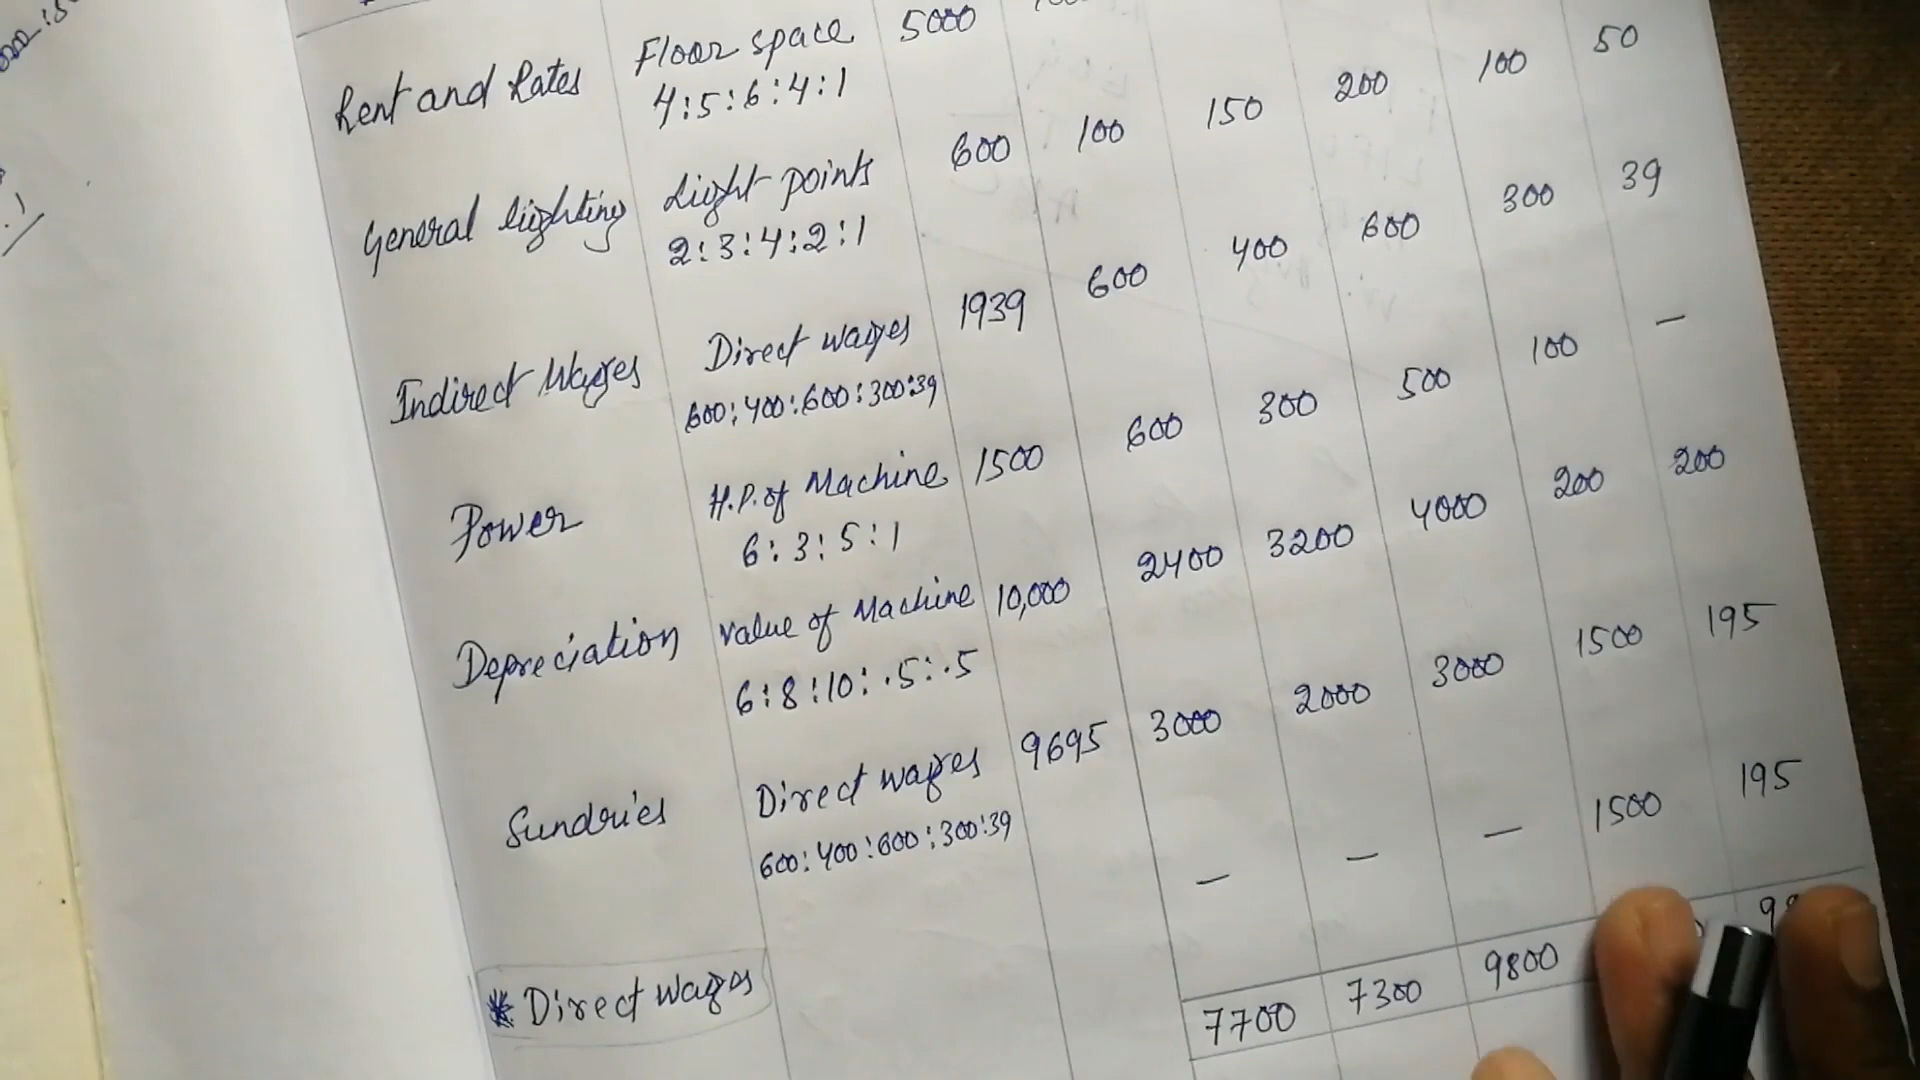 Rent and Rates Floor space 5000
4:5:6:4:1
General lighting Light points 600 100 150 200 100 50
2:3:4:2:1
Indirect Wages Direct wages 1939 600 400 600 300 39
600:400:600:300:39
Power H.P. of Machine 1500 600 300 500 100 —
6:3:5:1
Depreciation value of Machine 10,000 2400 3200 4000 200 200
6:8:10:.5:.5
Sundries Direct wages 9695 3000 2000 3000 1500 195
600:400:600:300:39
* Direct wages — — — 1500 195
7700 7300 9800